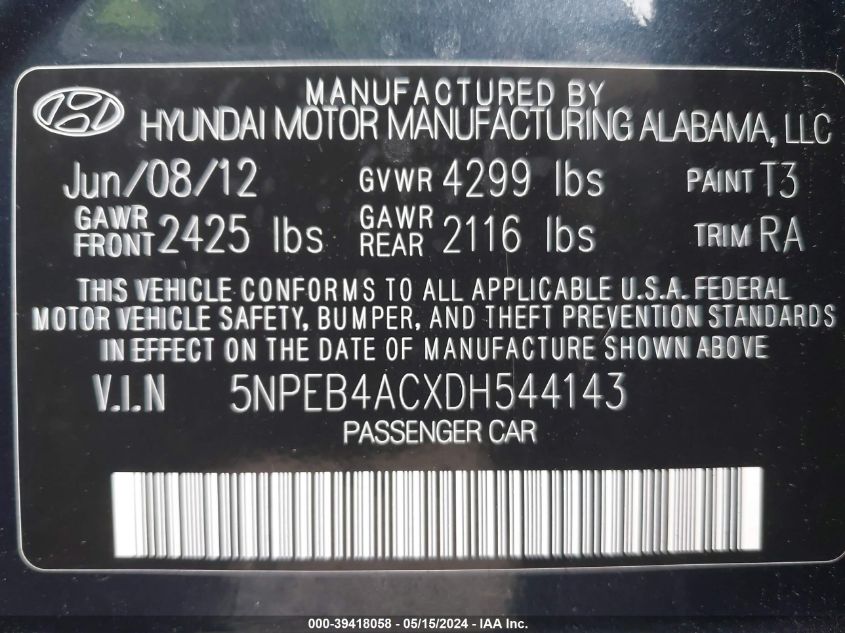 MANUFACTURED BY
HYUNDAI MOTOR MANUFACTURING ALABAMA, LLC
Jun/08/12 GVWR 4299 lbs PAINT T3
GAWR FRONT 2425 lbs GAWR REAR 2116 lbs TRIM RA
THIS VEHICLE CONFORMS TO ALL APPLICABLE U.S.A. FEDERAL
MOTOR VEHICLE SAFETY, BUMPER, AND THEFT PREVENTION STANDARDS
IN EFFECT ON THE DATE OF MANUFACTURE SHOWN ABOVE
V.I.N 5NPEB4ACXDH544143
PASSENGER CAR
000-39418058 - 05/15/2024 - IAA Inc.